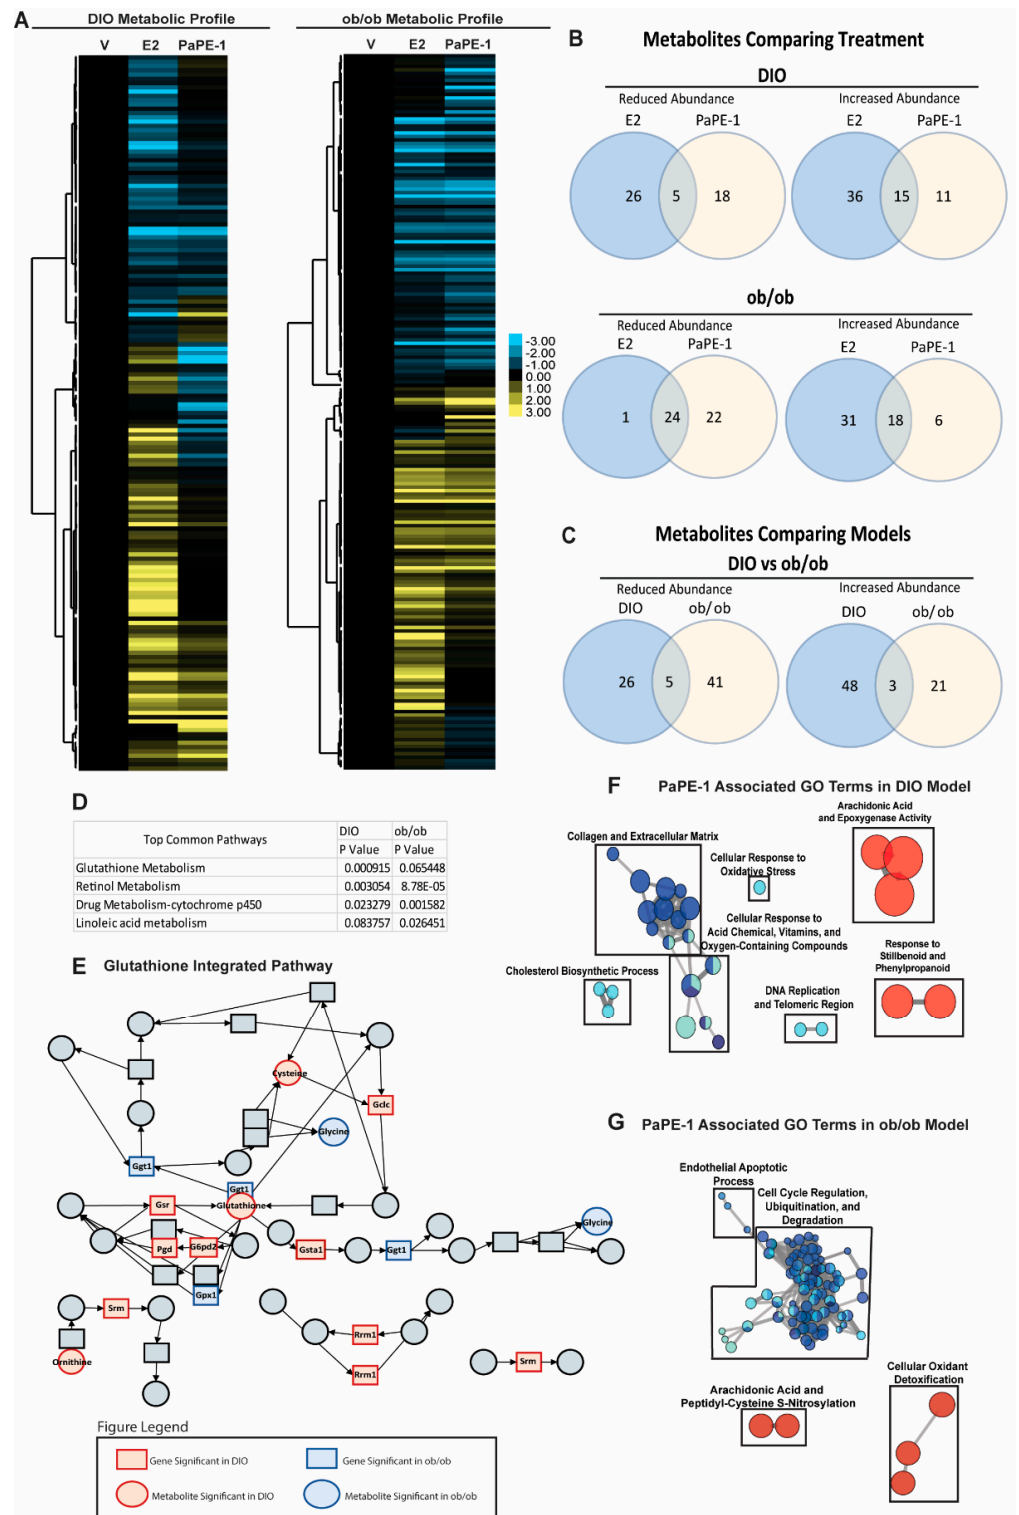 A
DIO Metabolic Profile
V E2 PaPE-1
ob/ob Metabolic Profile
V E2 PaPE-1
-3.00
-2.00
-1.00
0.00
1.00
2.00
3.00
B
Metabolites Comparing Treatment
DIO
Reduced Abundance
E2 PaPE-1
26 5 18
Increased Abundance
E2 PaPE-1
36 15 11
ob/ob
Reduced Abundance
E2 PaPE-1
1 24 22
Increased Abundance
E2 PaPE-1
31 18 6
C
Metabolites Comparing Models
DIO vs ob/ob
Reduced Abundance
DIO ob/ob
26 5 41
Increased Abundance
DIO ob/ob
48 3 21
D
Top Common Pathways DIO ob/ob
P Value P Value
Glutathione Metabolism 0.000915 0.065448
Retinol Metabolism 0.003054 8.78E-05
Drug Metabolism-cytochrome p450 0.023279 0.001582
Linoleic acid metabolism 0.083757 0.026451
E Glutathione Integrated Pathway
Cysteine
Gclc
Glycine
Ggt1
Ggt1
Glutathione
Gsr
Pgd
G6pd2
Gpx1
Gsta1
Ggt1
Glycine
Srm
Ornithine
Rrm1
Rrm1
Srm
Figure Legend
Gene Significant in DIO
Gene Significant in ob/ob
Metabolite Significant in DIO
Metabolite Significant in ob/ob
F PaPE-1 Associated GO Terms in DIO Model
Collagen and Extracellular Matrix
Cellular Response to
Oxidative Stress
Arachidonic Acid
and Epoxygenase Activity
Cellular Response to
Acid Chemical, Vitamins, and
Oxygen-Containing Compounds
Cholesterol Biosynthetic Process
DNA Replication
and Telomeric Region
Response to
Stillbenoid and
Phenylpropanoid
G PaPE-1 Associated GO Terms in ob/ob Model
Endothelial Apoptotic
Process
Cell Cycle Regulation,
Ubiquitination, and
Degradation
Arachidonic Acid and
Peptidyl-Cysteine S-Nitrosylation
Cellular Oxidant
Detoxification